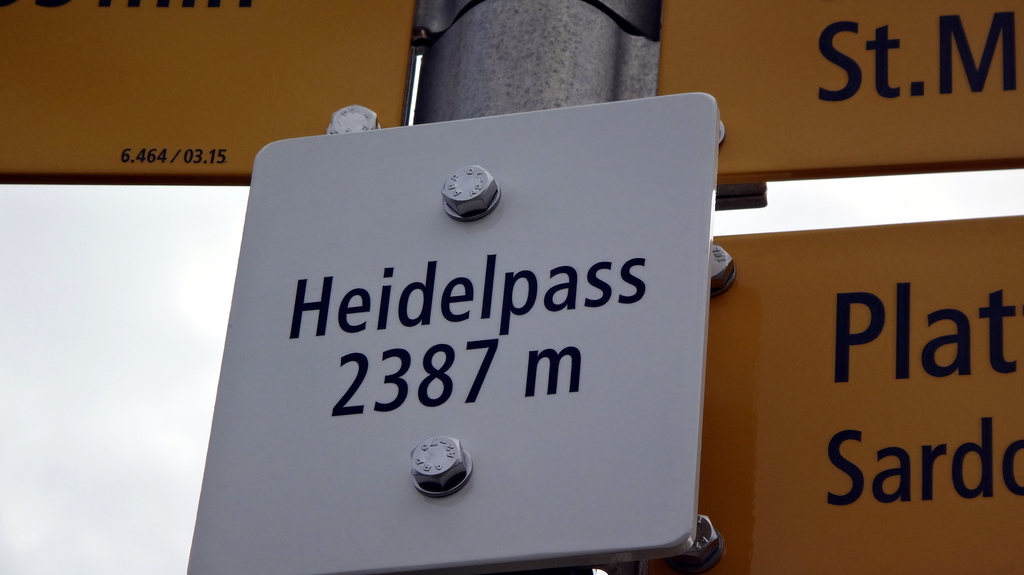 6.464 / 03.15
St.M
Heidelpass
2387 m
Plat
Sardo